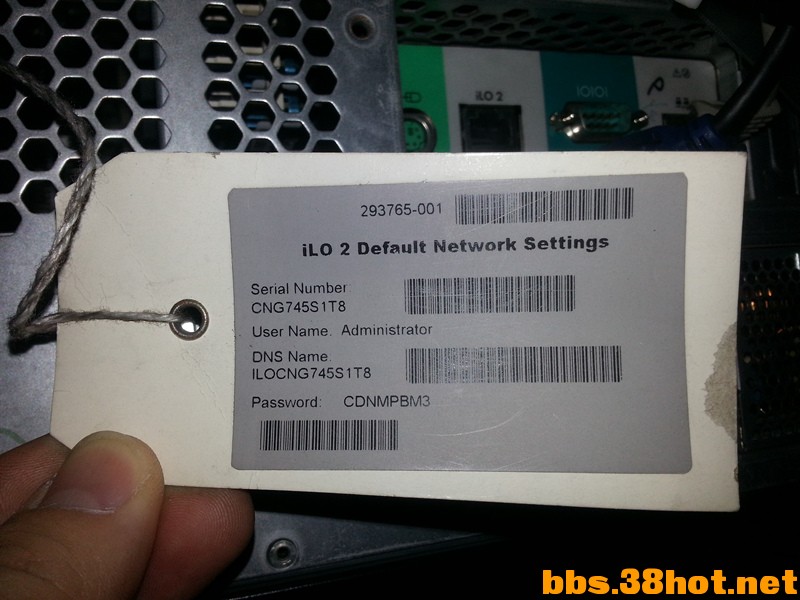 iLO 2
IOIOI
293765-001
iLO 2 Default Network Settings
Serial Number
CNG745S1T8
User Name. Administrator
DNS Name.
ILOCNG745S1T8
Password: CDNMPBM3
bbs.38hot.net